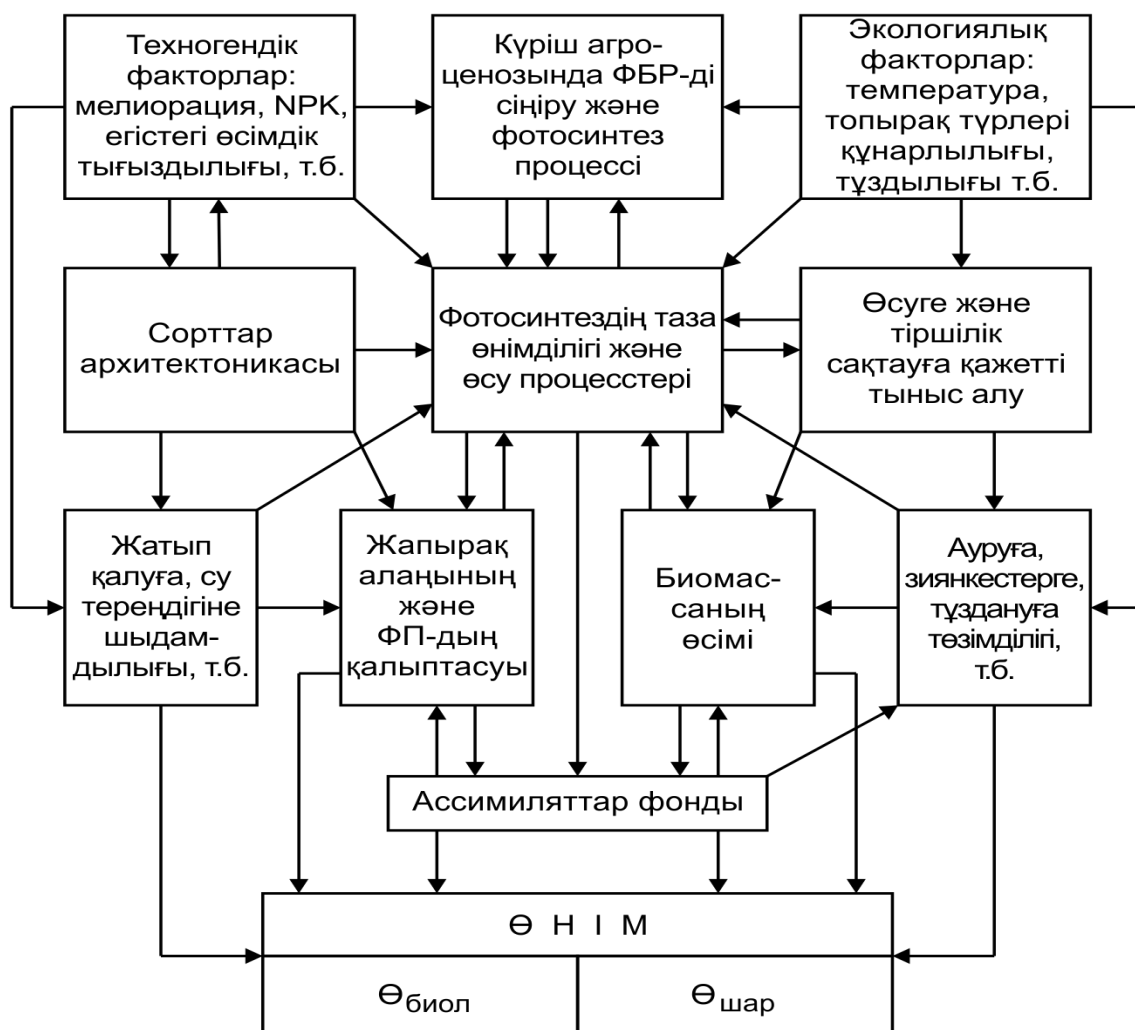 Техногендік
факторлар:
мелиорация, NPK,
егістегі өсімдік
тығыздылығы, т.б.
Күріш агро-
ценозында ФБР-ді
сіңіру және
фотосинтез
процессі
Экологиялық
факторлар:
температура,
топырақ түрлері
құнарлылығы,
тұздылығы т.б.
Сорттар
архитектоникасы
Фотосинтездің таза
өнімділігі және
өсу процесстері
Өсуге және
тіршілік
сақтауға қажетті
тыныс алу
Жатып
қалуға, су
тереңдігіне
шыдам-
дылығы, т.б.
Жапырақ
алаңының
және
ФП-дың
қалыптасуы
Биомас-
саның
өсімі
Ауруға,
зиянкестерге,
тұздануға
төзімділігі,
т.б.
Ассимиляттар фонды
Ө Н І М
Өбиол
Өшар